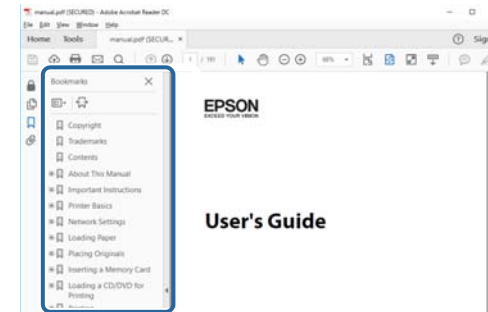 manual.pdf (SECURED) - Adobe Acrobat Reader DC
File Edit View Window Help
Home Tools manual.pdf (SECUR... ×
Sign
Bookmarks
Copyright
Trademarks
Contents
About This Manual
Important Instructions
Printer Basics
Network Settings
Loading Paper
Placing Originals
Inserting a Memory Card
Loading a CD/DVD for
Printing
EPSON
EXCEED YOUR VISION
User's Guide